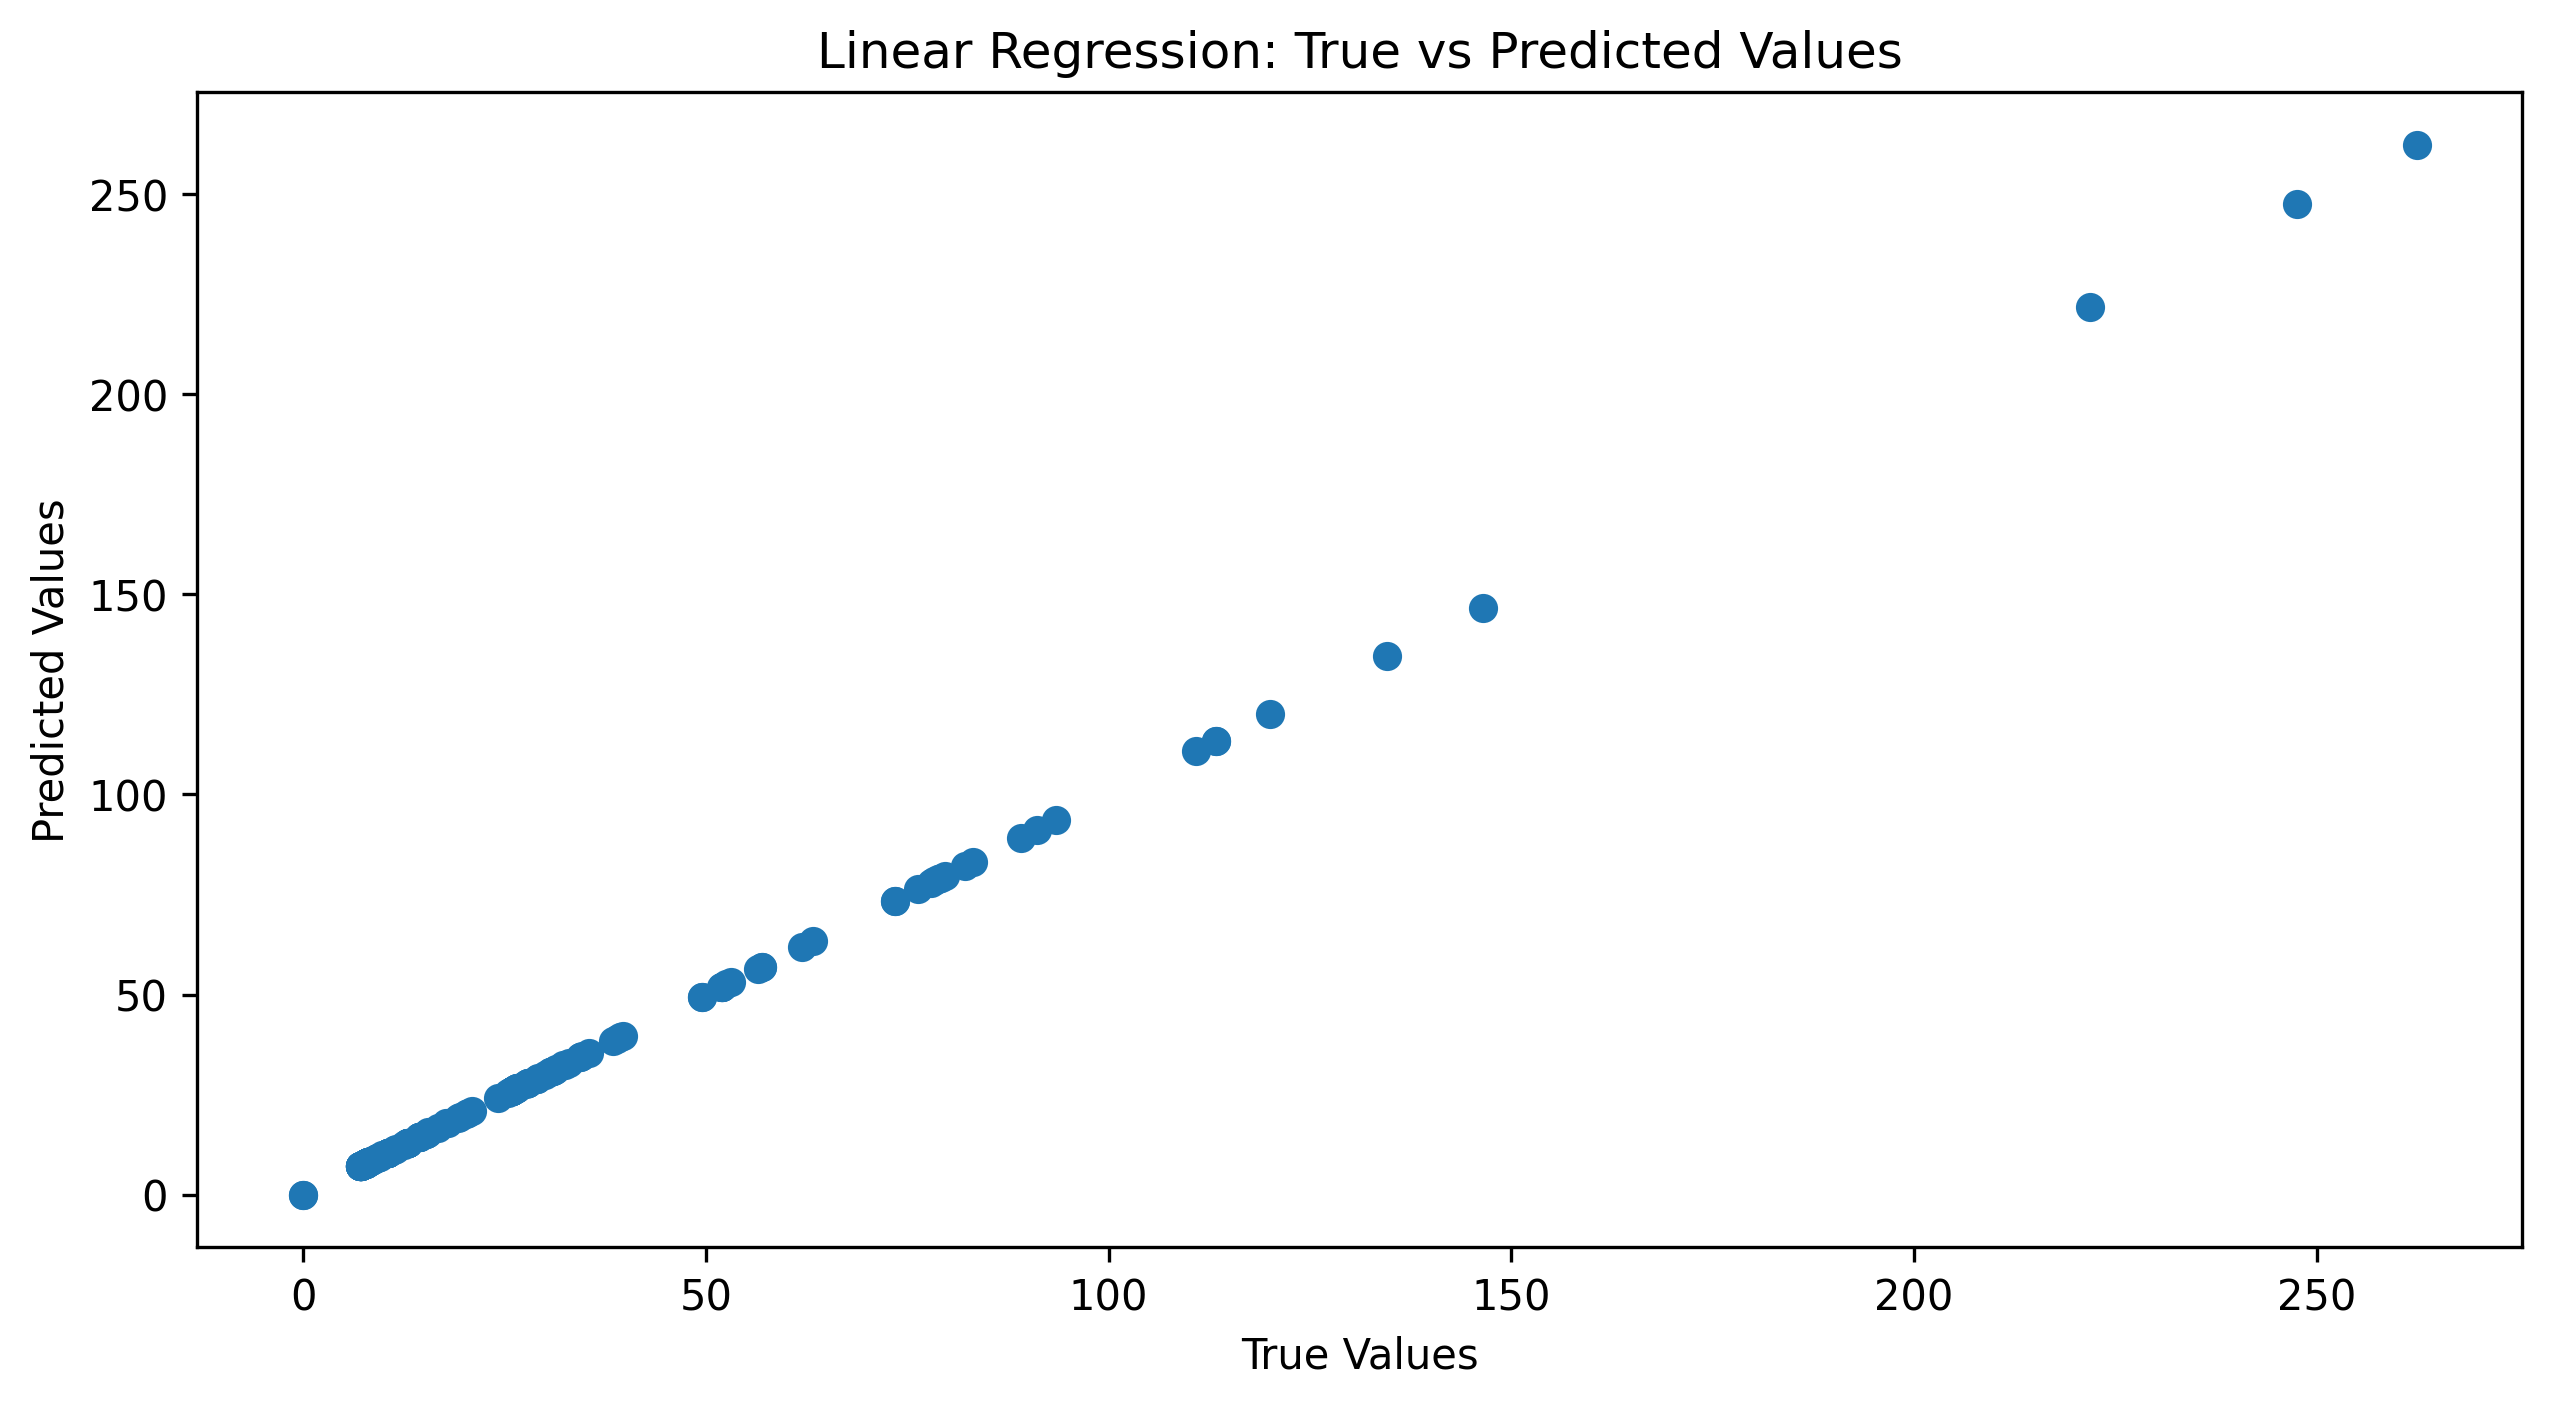 Linear Regression: True vs Predicted Values
Predicted Values
250
200
150
100
50
0
0 50 100 150 200 250
True Values